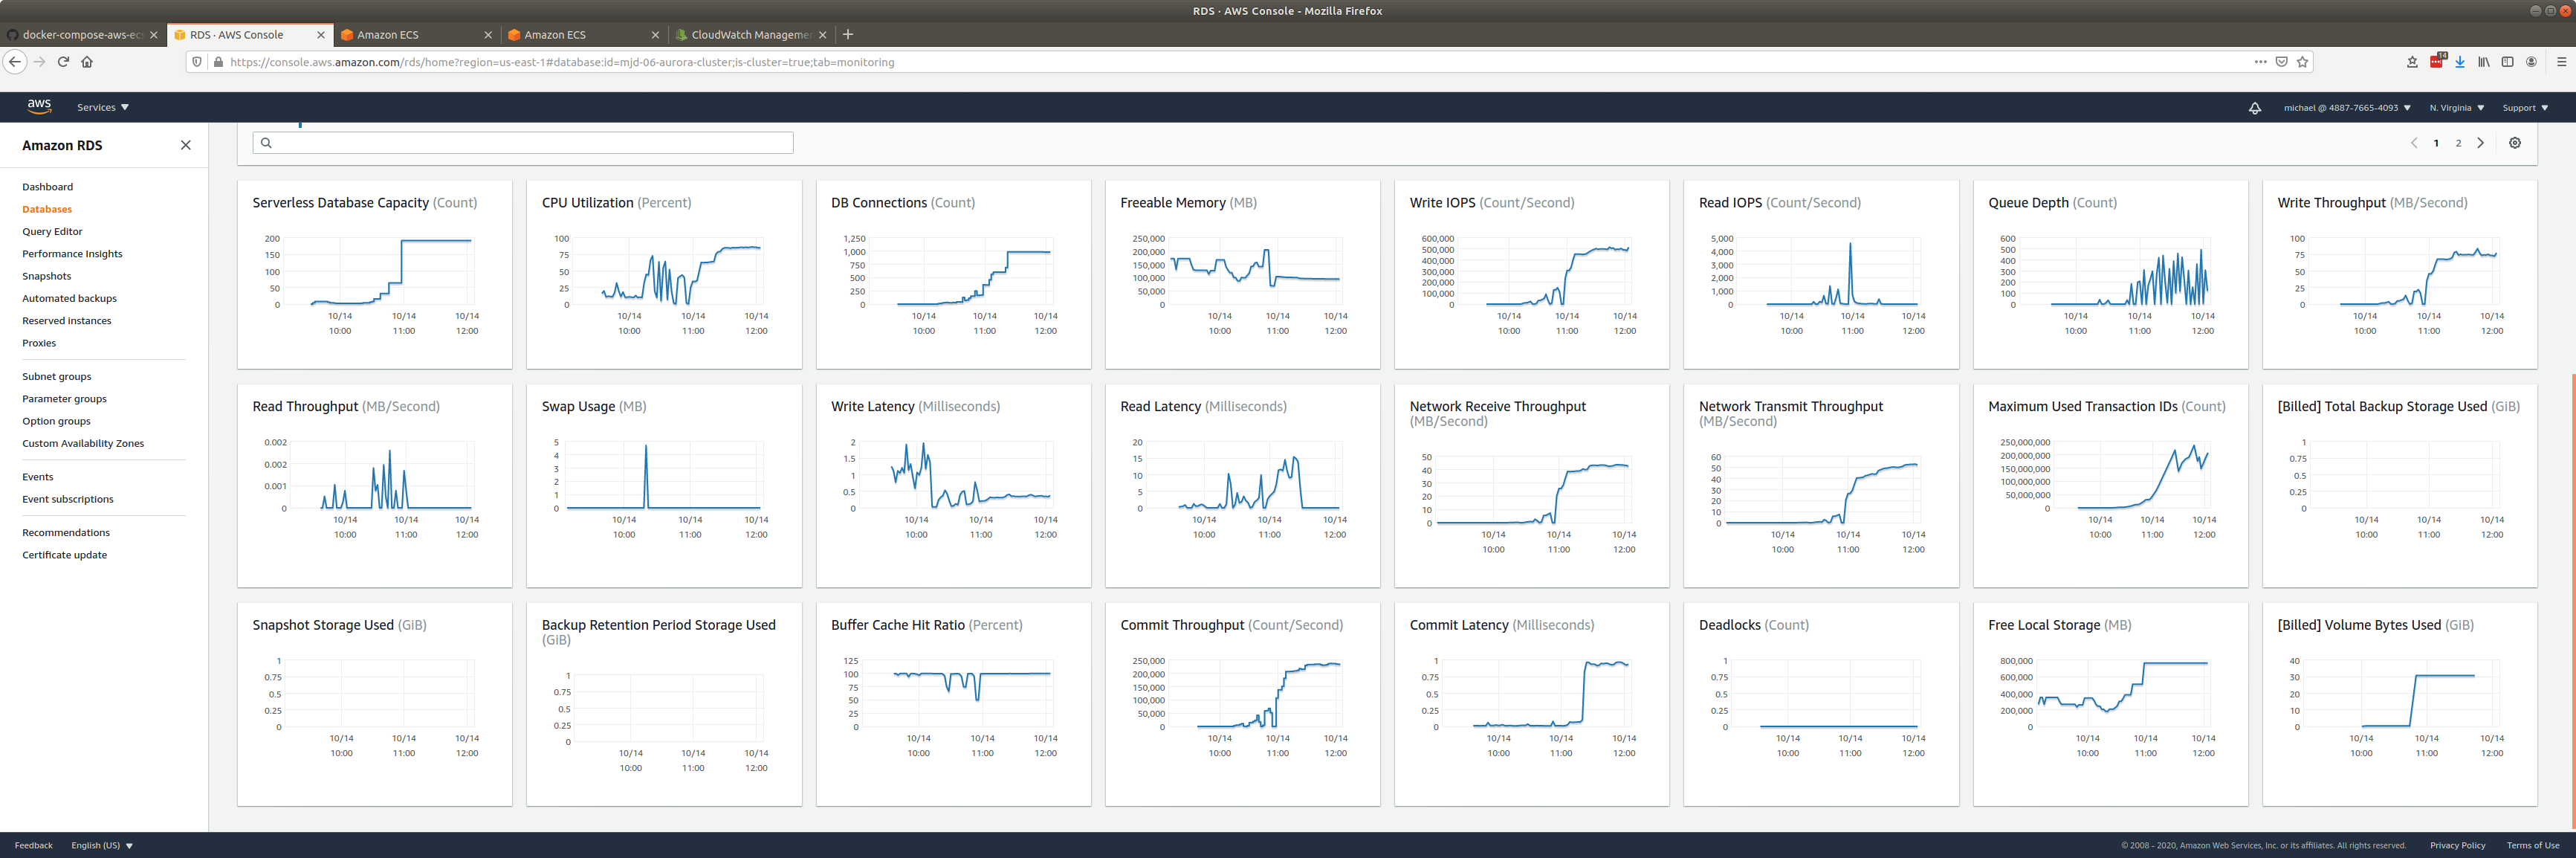 RDS · AWS Console - Mozilla Firefox
docker-compose-aws-ecs
RDS · AWS Console
Amazon ECS
Amazon ECS
CloudWatch Manageme
https://console.aws.amazon.com/rds/home?region=us-east-1#database:id=mjd-06-aurora-cluster;is-cluster=true;tab=monitoring
aws
Services
michael @ 4887-7665-4093
N. Virginia
Support
Amazon RDS
Dashboard
Databases
Query Editor
Performance Insights
Snapshots
Automated backups
Reserved instances
Proxies
Subnet groups
Parameter groups
Option groups
Custom Availability Zones
Events
Event subscriptions
Recommendations
Certificate update
1 2
Serverless Database Capacity (Count)
200
150
100
50
0
10/14 10/14 10/14
10:00 11:00 12:00
CPU Utilization (Percent)
100
75
50
25
0
10/14 10/14 10/14
10:00 11:00 12:00
DB Connections (Count)
1,250
1,000
750
500
250
0
10/14 10/14 10/14
10:00 11:00 12:00
Freeable Memory (MB)
250,000
200,000
150,000
100,000
50,000
0
10/14 10/14 10/14
10:00 11:00 12:00
Write IOPS (Count/Second)
600,000
500,000
400,000
300,000
200,000
100,000
0
10/14 10/14 10/14
10:00 11:00 12:00
Read IOPS (Count/Second)
5,000
4,000
3,000
2,000
1,000
0
10/14 10/14 10/14
10:00 11:00 12:00
Queue Depth (Count)
600
500
400
300
200
100
0
10/14 10/14 10/14
10:00 11:00 12:00
Write Throughput (MB/Second)
100
75
50
25
0
10/14 10/14 10/14
10:00 11:00 12:00
Read Throughput (MB/Second)
0.002
0.002
0.001
0
10/14 10/14 10/14
10:00 11:00 12:00
Swap Usage (MB)
5
4
3
2
1
0
10/14 10/14 10/14
10:00 11:00 12:00
Write Latency (Milliseconds)
2
1.5
1
0.5
0
10/14 10/14 10/14
10:00 11:00 12:00
Read Latency (Milliseconds)
20
15
10
5
0
10/14 10/14 10/14
10:00 11:00 12:00
Network Receive Throughput
(MB/Second)
50
40
30
20
10
0
10/14 10/14 10/14
10:00 11:00 12:00
Network Transmit Throughput
(MB/Second)
60
50
40
30
20
10
0
10/14 10/14 10/14
10:00 11:00 12:00
Maximum Used Transaction IDs (Count)
250,000,000
200,000,000
150,000,000
100,000,000
50,000,000
0
10/14 10/14 10/14
10:00 11:00 12:00
[Billed] Total Backup Storage Used (GiB)
1
0.75
0.5
0.25
0
10/14 10/14 10/14
10:00 11:00 12:00
Snapshot Storage Used (GiB)
1
0.75
0.5
0.25
0
10/14 10/14 10/14
10:00 11:00 12:00
Backup Retention Period Storage Used
(GiB)
1
0.75
0.5
0.25
0
10/14 10/14 10/14
10:00 11:00 12:00
Buffer Cache Hit Ratio (Percent)
125
100
75
50
25
0
10/14 10/14 10/14
10:00 11:00 12:00
Commit Throughput (Count/Second)
250,000
200,000
150,000
100,000
50,000
0
10/14 10/14 10/14
10:00 11:00 12:00
Commit Latency (Milliseconds)
1
0.75
0.5
0.25
0
10/14 10/14 10/14
10:00 11:00 12:00
Deadlocks (Count)
1
0.75
0.5
0.25
0
10/14 10/14 10/14
10:00 11:00 12:00
Free Local Storage (MB)
800,000
600,000
400,000
200,000
0
10/14 10/14 10/14
10:00 11:00 12:00
[Billed] Volume Bytes Used (GiB)
40
30
20
10
0
10/14 10/14 10/14
10:00 11:00 12:00
Feedback
English (US)
© 2008 - 2020, Amazon Web Services, Inc. or its affiliates. All rights reserved.
Privacy Policy
Terms of Use